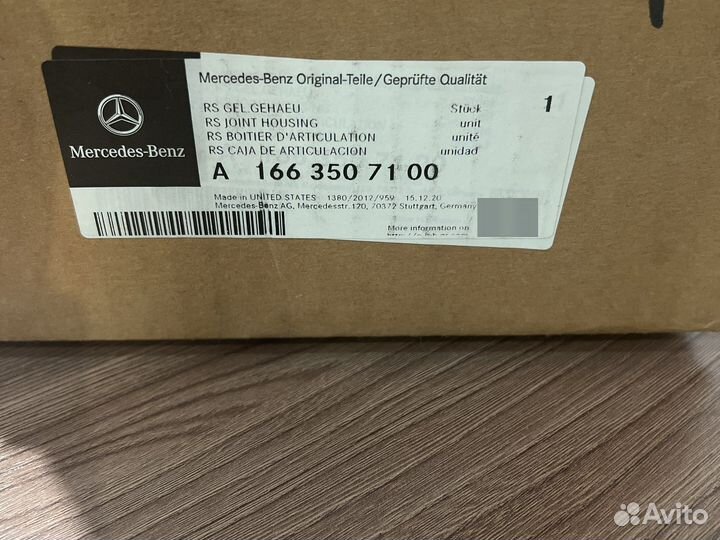 Mercedes-Benz
Mercedes-Benz Original-Teile/Geprüfte Qualität
RS GEL.GEHAEU Stück 1
RS JOINT HOUSING unit
RS BOITIER D'ARTICULATION unité
RS CAJA DE ARTICULACION unidad
A 166 350 71 00
Made in UNITED STATES 1380/2012/959 15.12.20
Mercedes-Benz AG, Mercedesstr.120, 70372 Stuttgart, Germany
More information on
Avito